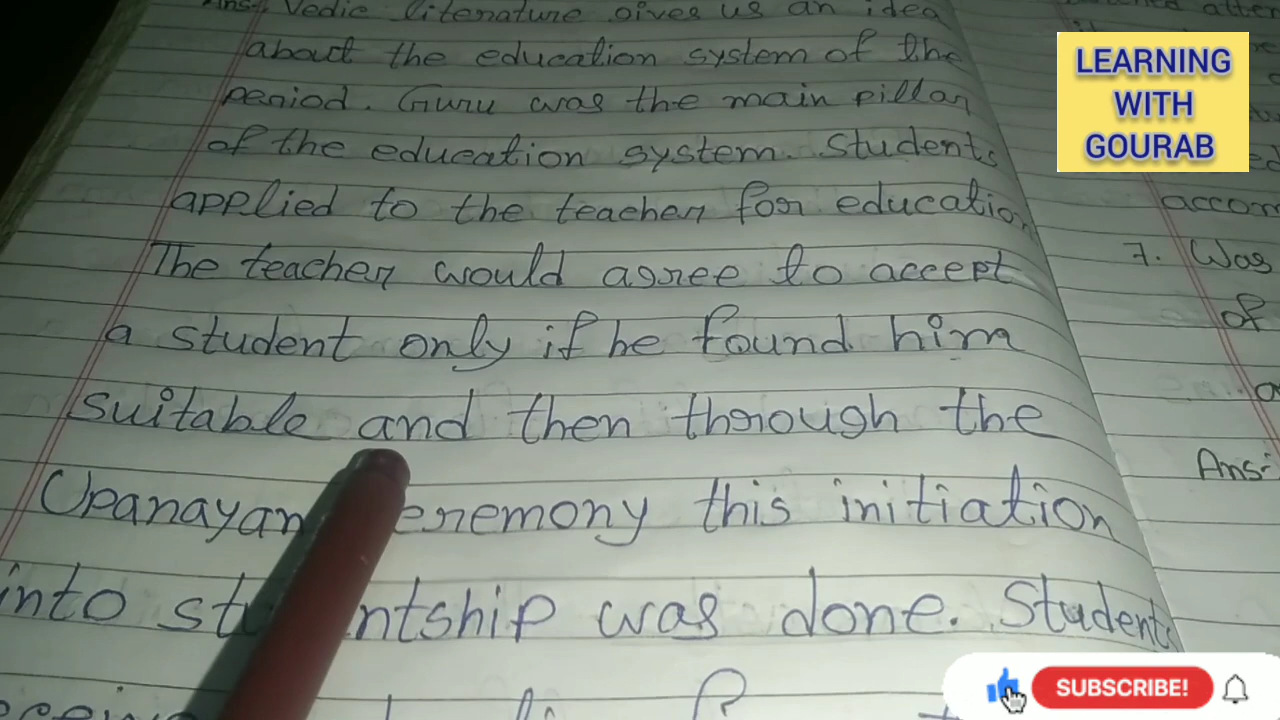 Ans:- Vedic literature gives us an idea
about the education system of the
period. Guru was the main pillar
of the education system. Students
applied to the teacher for education
The teacher would agree to accept
a student only if he found him
suitable and then through the
Upanayan ceremony this initiation
into studentship was done. Students
LEARNING
WITH
GOURAB
accom
7. Was
of
Ans:
SUBSCRIBE!